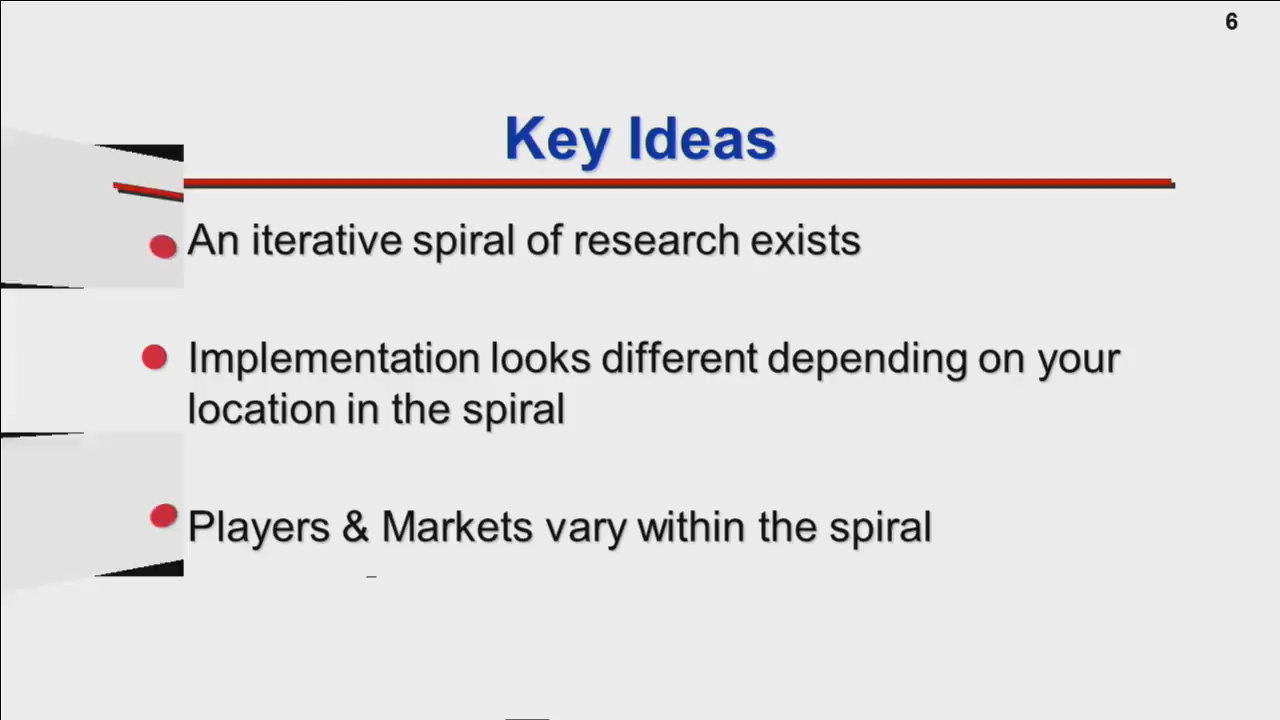 6
Key Ideas
An iterative spiral of research exists
Implementation looks different depending on your
location in the spiral
Players & Markets vary within the spiral